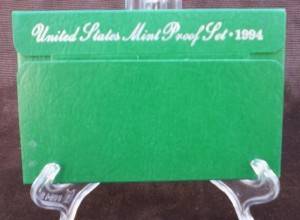 United States Mint Proof Set • 1994